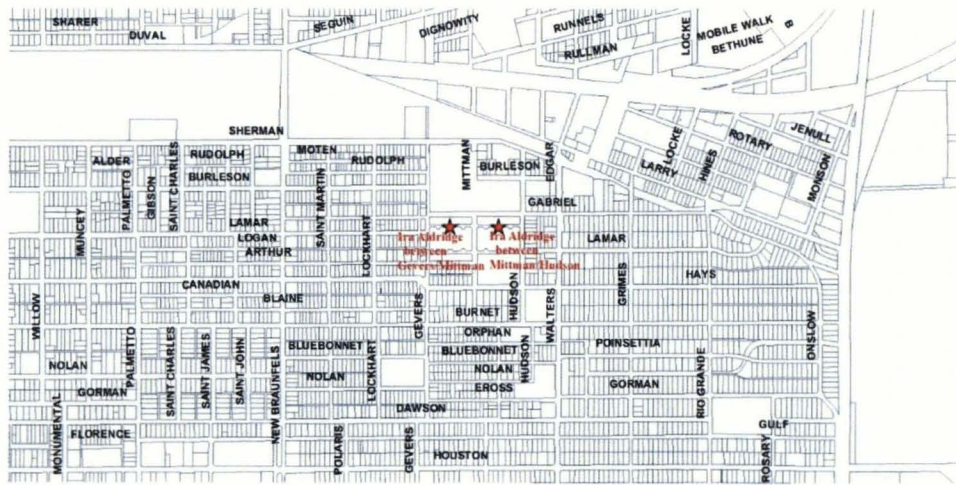 SHARER
DUVAL
SEGUIN
DIGNOWITY
RUNNELS
RULLMAN
LOCKE
MOBILE WALK
BETHUNE
B
SHERMAN
ALDER
PALMETTO
GIBSON
SAINT CHARLES
RUDOLPH
BURLESON
MOTEN
RUDOLPH
MITTMAN
BURLESON
EDGAR
LARRY
LOCKE
HINES
ROTARY
JENULL
MONSON
GABRIEL
MUNCEY
LAMAR
LOGAN
ARTHUR
SAINT MARTIN
LOCKHART
Ira Aldridge
between
Gevers/Mittman
Ira Aldridge
between
Mittman/Hudson
LAMAR
CANADIAN
BLAINE
GRIMES
HAYS
WILLOW
GEVERS
BURNET
HUDSON
WALTERS
ORPHAN
BLUEBONNET
BLUEBONNET
POINSETTIA
ONSLOW
NOLAN
PALMETTO
SAINT CHARLES
SAINT JAMES
SAINT JOHN
NEW BRAUNFELS
NOLAN
LOCKHART
NOLAN
HUDSON
EROSS
GORMAN
RIO GRANDE
GORMAN
DAWSON
MONUMENTAL
FLORENCE
POLARIS
GEVERS
HOUSTON
GULF
ROSARY